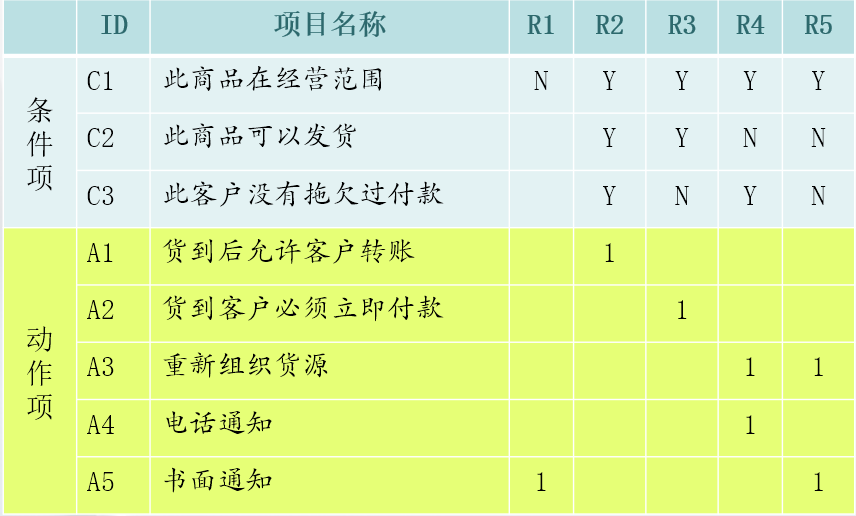 ID 项目名称 R1 R2 R3 R4 R5
条件项
C1 此商品在经营范围 N Y Y Y Y
C2 此商品可以发货 Y Y N N
C3 此客户没有拖欠过付款 Y N Y N
动作项
A1 货到后允许客户转账 1
A2 货到客户必须立即付款 1
A3 重新组织货源 1 1
A4 电话通知 1
A5 书面通知 1 1